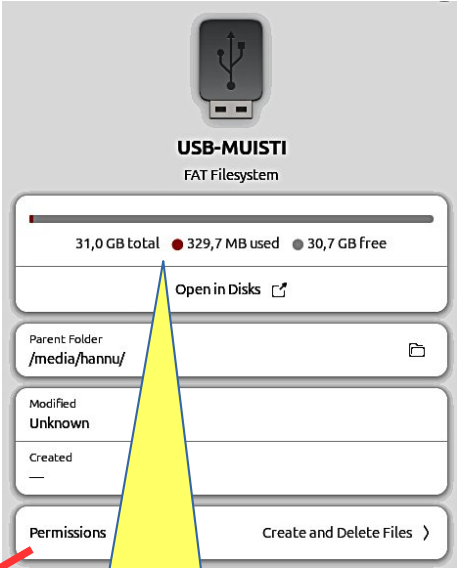 USB-MUISTI
FAT Filesystem
31,0 GB total 329,7 MB used 30,7 GB free
Open in Disks
Parent Folder
/media/hannu/
Modified
Unknown
Created
—
Permissions Create and Delete Files